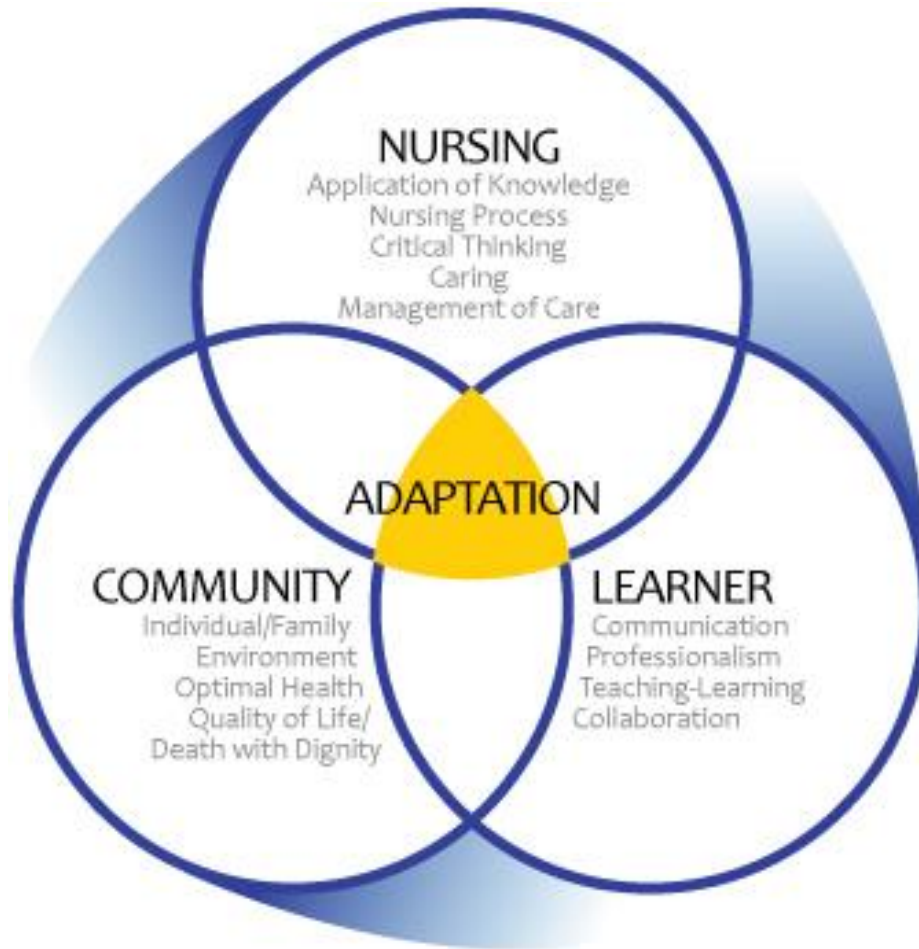 NURSING
Application of Knowledge
Nursing Process
Critical Thinking
Caring
Management of Care
ADAPTATION
COMMUNITY
Individual/Family
Environment
Optimal Health
Quality of Life/
Death with Dignity
LEARNER
Communication
Professionalism
Teaching-Learning
Collaboration